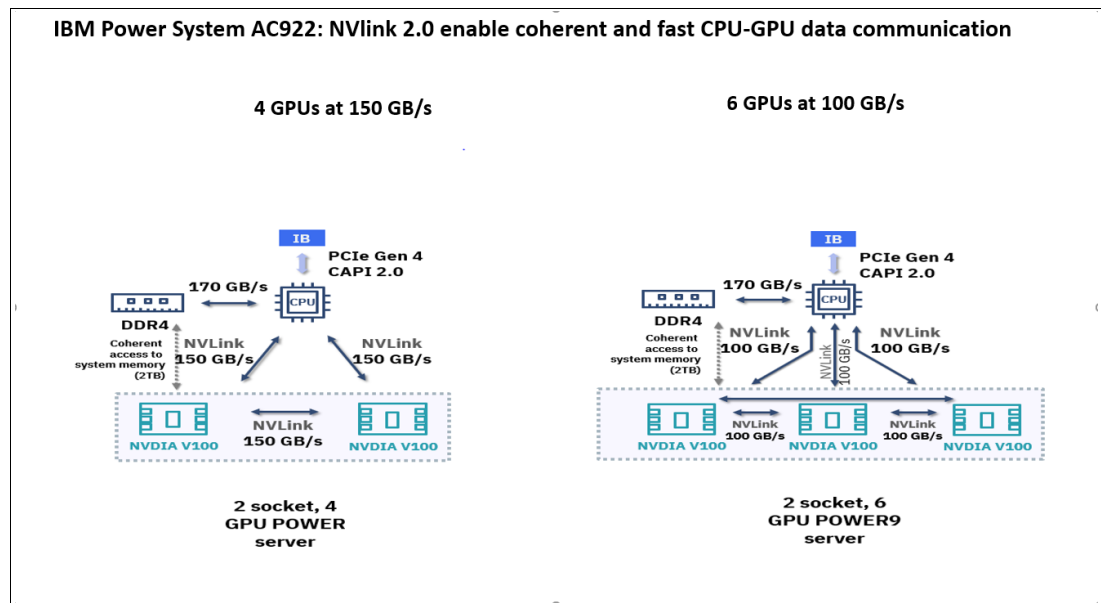 IBM Power System AC922: NVlink 2.0 enable coherent and fast CPU-GPU data communication
4 GPUs at 150 GB/s
IB
PCIe Gen 4
CAPI 2.0
170 GB/s
CPU
DDR4
Coherent
access to
system memory
(2TB)
NVLink
150 GB/s
NVLink
150 GB/s
NVLink
150 GB/s
NVDIA V100
NVDIA V100
2 socket, 4
GPU POWER
server
6 GPUs at 100 GB/s
IB
PCIe Gen 4
CAPI 2.0
170 GB/s
CPU
DDR4
Coherent
access to
system memory
(2TB)
NVLink
100 GB/s
NVLink
100 GB/s
NVLink
100 GB/s
NVLink
100 GB/s
NVLink
100 GB/s
NVDIA V100
NVDIA V100
NVDIA V100
2 socket, 6
GPU POWER9
server